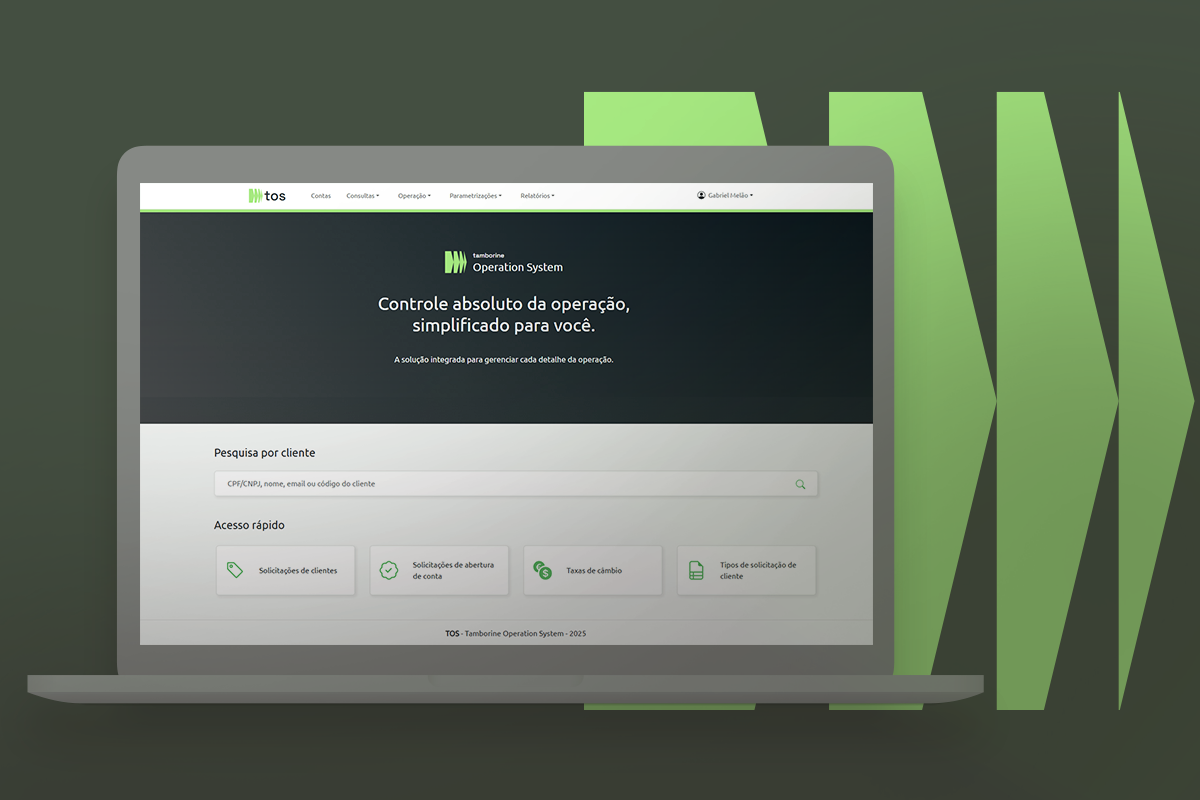 tos
Contas
Consultas
Operação
Parametrizações
Relatórios
Gabriel Melão
tamborine
Operation System
Controle absoluto da operação,
simplificado para você.
A solução integrada para gerenciar cada detalhe da operação.
Pesquisa por cliente
CPF/CNPJ, nome, email ou código do cliente
Acesso rápido
Solicitações de clientes
Solicitações de abertura
de conta
Taxas de câmbio
Tipos de solicitação de
cliente
TOS - Tamborine Operation System - 2025